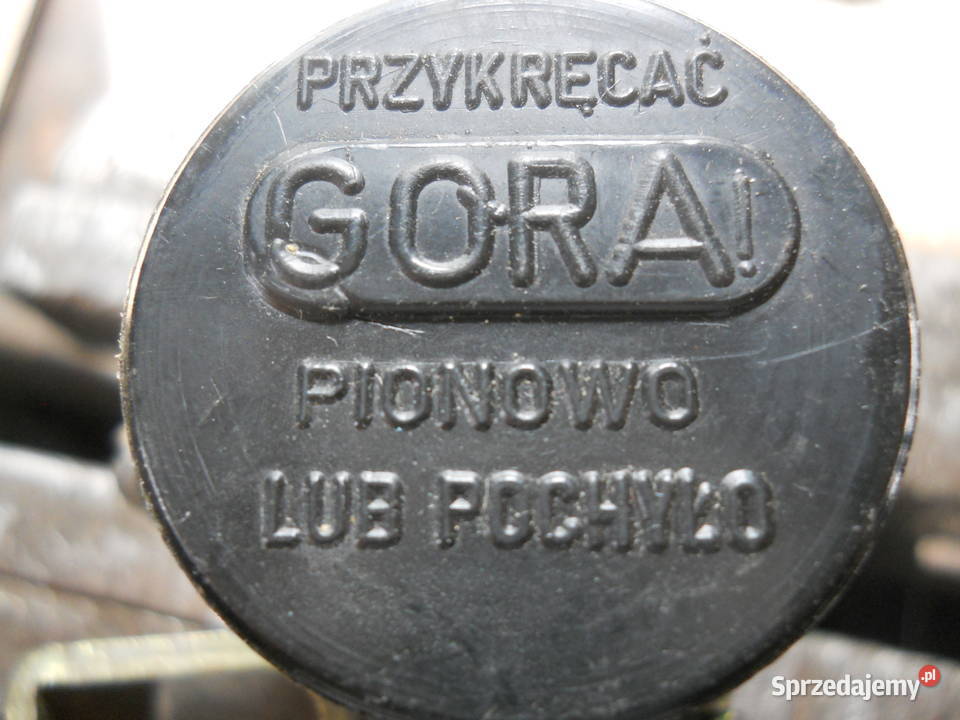 PRZYKRĘCAĆ
GORA!
PIONOWO
LUB POCHYŁO
Sprzedajemy.pl